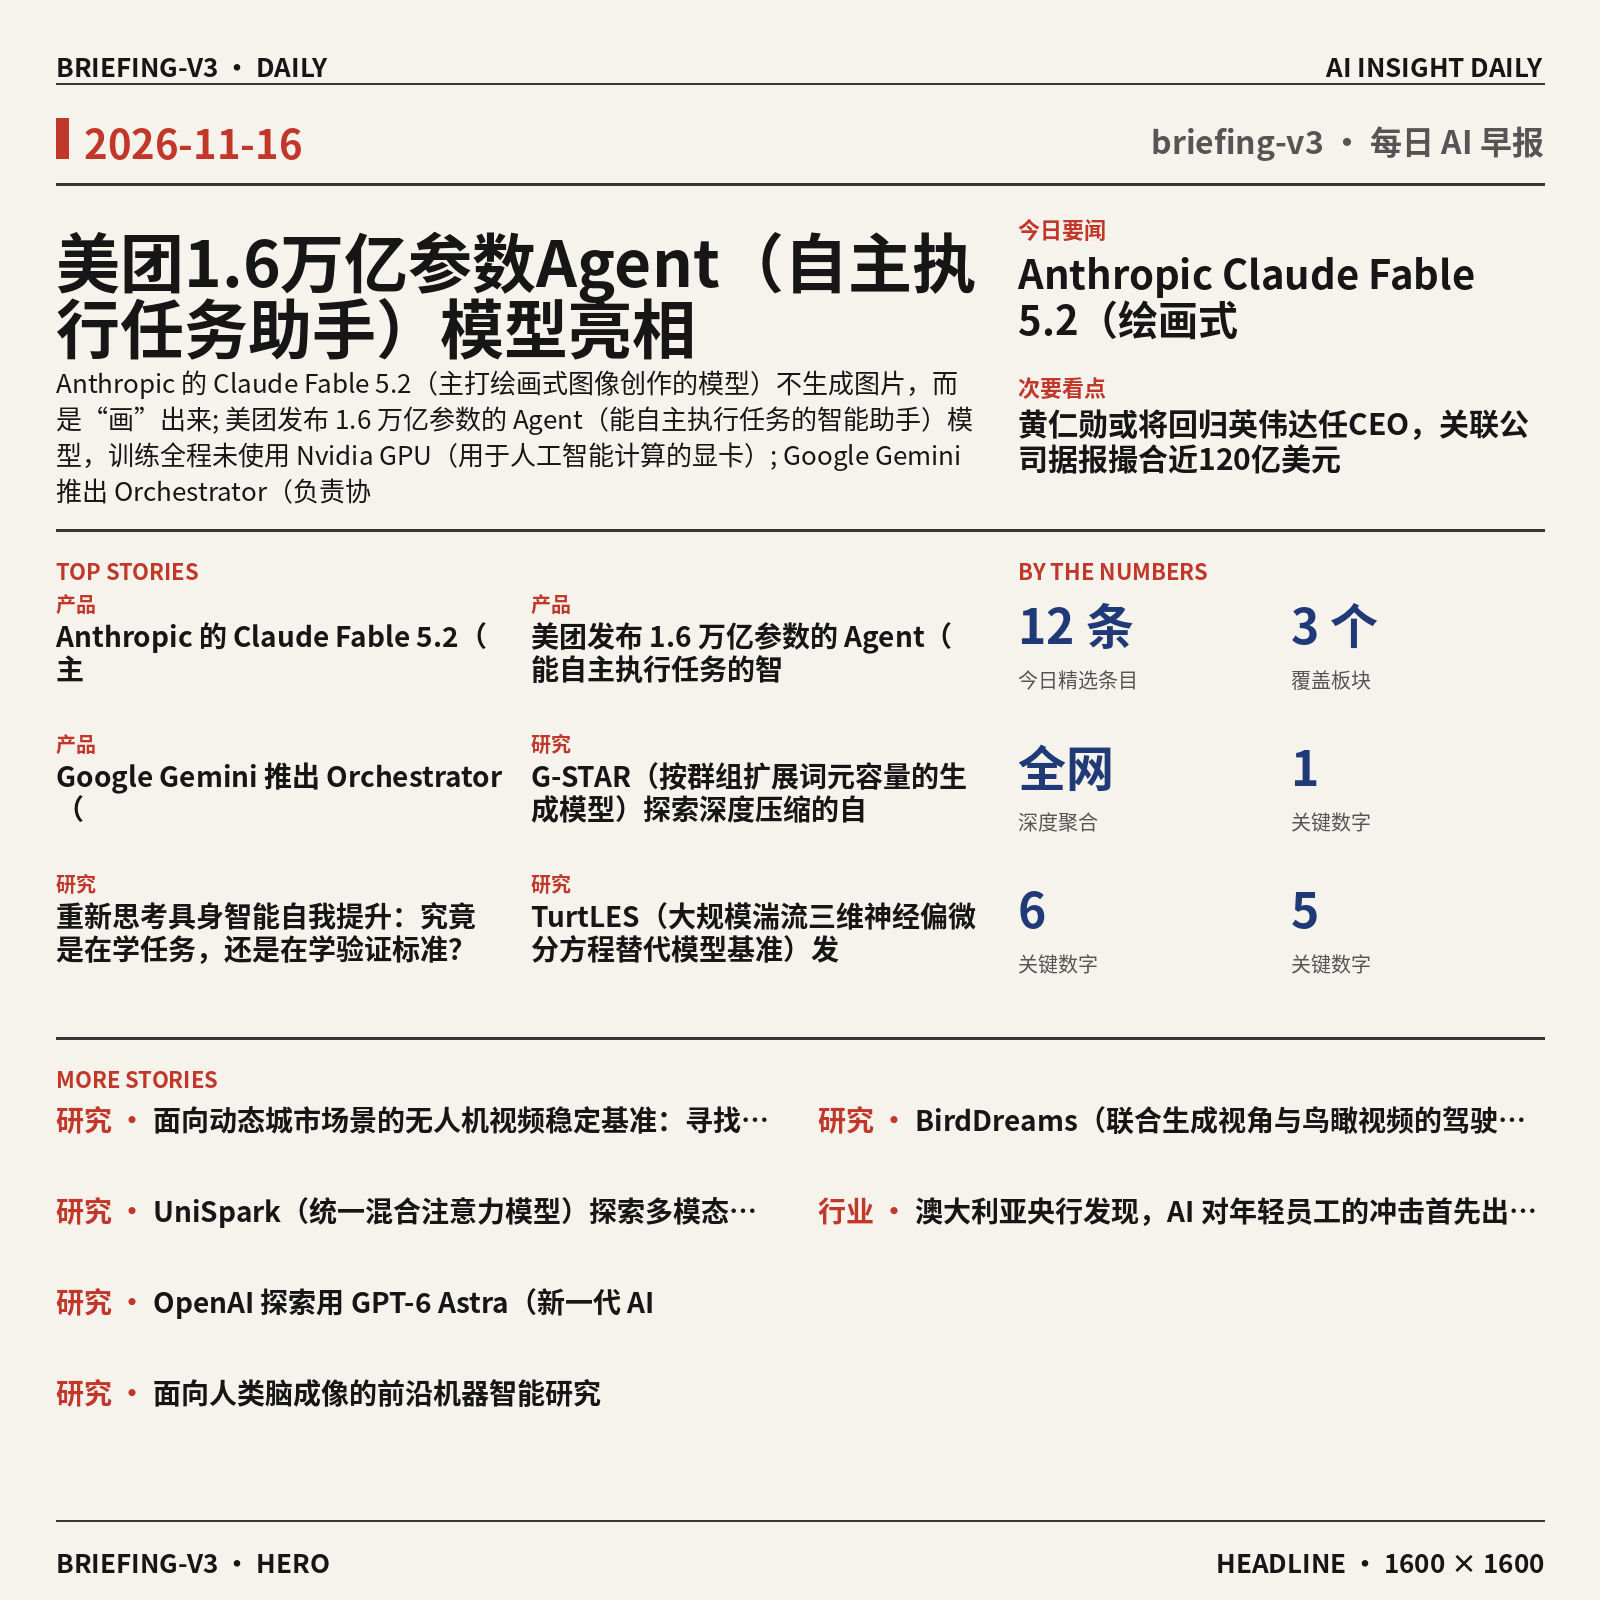 BRIEFING-V3 • DAILY
AI INSIGHT DAILY
2026-11-16
briefing-v3 • 每日 AI 早报
美团1.6万亿参数Agent（自主执
行任务助手）模型亮相
Anthropic 的 Claude Fable 5.2（主打绘画式图像创作的模型）不生成图片，而
是“画”出来; 美团发布 1.6 万亿参数的 Agent（能自主执行任务的智能助手）模
型，训练全程未使用 Nvidia GPU（用于人工智能计算的显卡）; Google Gemini
推出 Orchestrator（负责协
今日要闻
Anthropic Claude Fable
5.2（绘画式
次要看点
黄仁勋或将回归英伟达任CEO，关联公
司据报撮合近120亿美元
TOP STORIES
产品
Anthropic 的 Claude Fable 5.2（
主
产品
美团发布 1.6 万亿参数的 Agent（
能自主执行任务的智
产品
Google Gemini 推出 Orchestrator
（
研究
G-STAR（按群组扩展词元容量的生
成模型）探索深度压缩的自
研究
重新思考具身智能自我提升：究竟
是在学任务，还是在学验证标准？
研究
TurtLES（大规模湍流三维神经偏微
分方程替代模型基准）发
BY THE NUMBERS
12 条
今日精选条目
3 个
覆盖板块
全网
深度聚合
1
关键数字
6
关键数字
5
关键数字
MORE STORIES
研究 • 面向动态城市场景的无人机视频稳定基准：寻找…
研究 • BirdDreams（联合生成视角与鸟瞰视频的驾驶…
研究 • UniSpark（统一混合注意力模型）探索多模态…
行业 • 澳大利亚央行发现，AI 对年轻员工的冲击首先出…
研究 • OpenAI 探索用 GPT-6 Astra（新一代 AI
研究 • 面向人类脑成像的前沿机器智能研究
BRIEFING-V3 • HERO
HEADLINE • 1600 × 1600